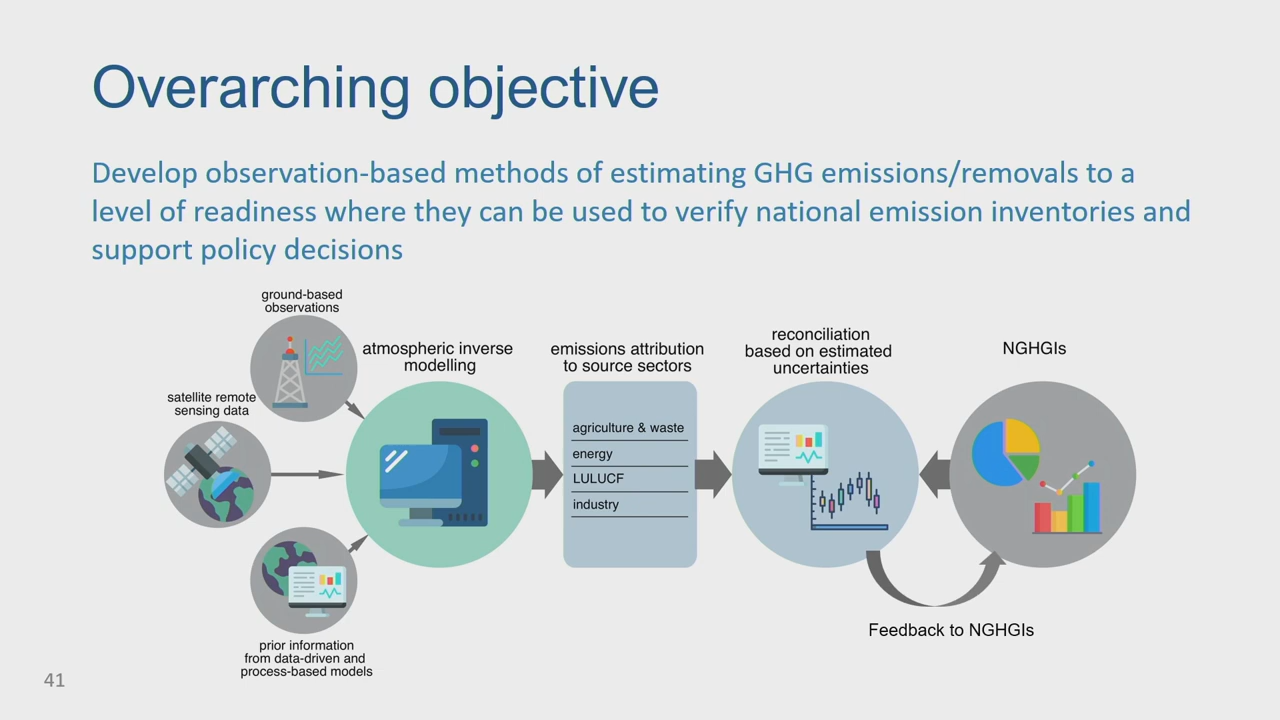 Overarching objective
Develop observation-based methods of estimating GHG emissions/removals to a
level of readiness where they can be used to verify national emission inventories and
support policy decisions
ground-based
observations
satellite remote
sensing data
prior information
from data-driven and
process-based models
atmospheric inverse
modelling
emissions attribution
to source sectors
agriculture & waste
energy
LULUCF
industry
reconciliation
based on estimated
uncertainties
NGHGIs
Feedback to NGHGIs
41